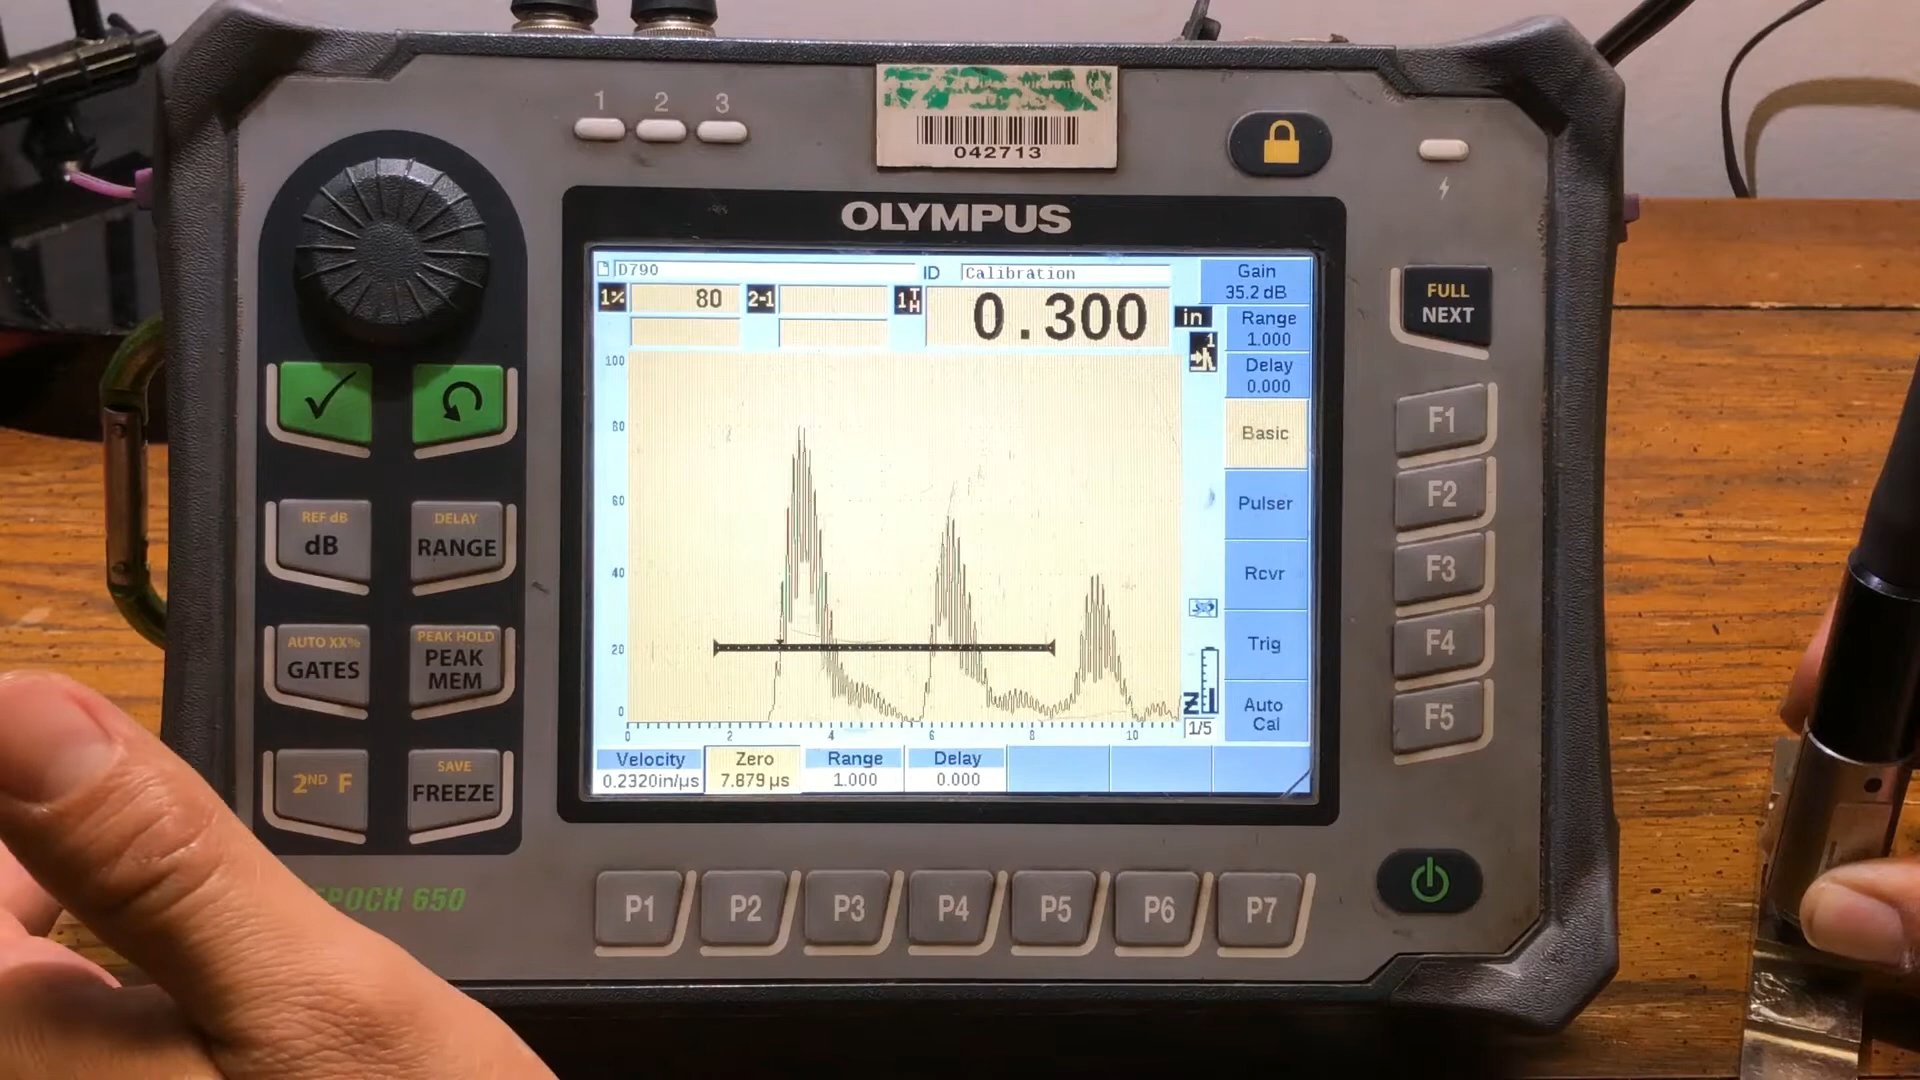 1 2 3
042713
OLYMPUS
D790 ID Calibration
1% 80 2-1 1TH 0.300 in
Gain
35.2 dB
Range
1.000
Delay
0.000
Basic
Pulser
Rcvr
Trig
Auto
Cal
1
100
80
60
40
20
0
0 2 4 6 8 10
1/5
Velocity
0.2320in/µs
Zero
7.879 µs
Range
1.000
Delay
0.000
FULL
NEXT
F1
F2
F3
F4
F5
REF dB
dB
DELAY
RANGE
AUTO XX%
GATES
PEAK HOLD
PEAK
MEM
2ND F
SAVE
FREEZE
EPOCH 650
P1 P2 P3 P4 P5 P6 P7